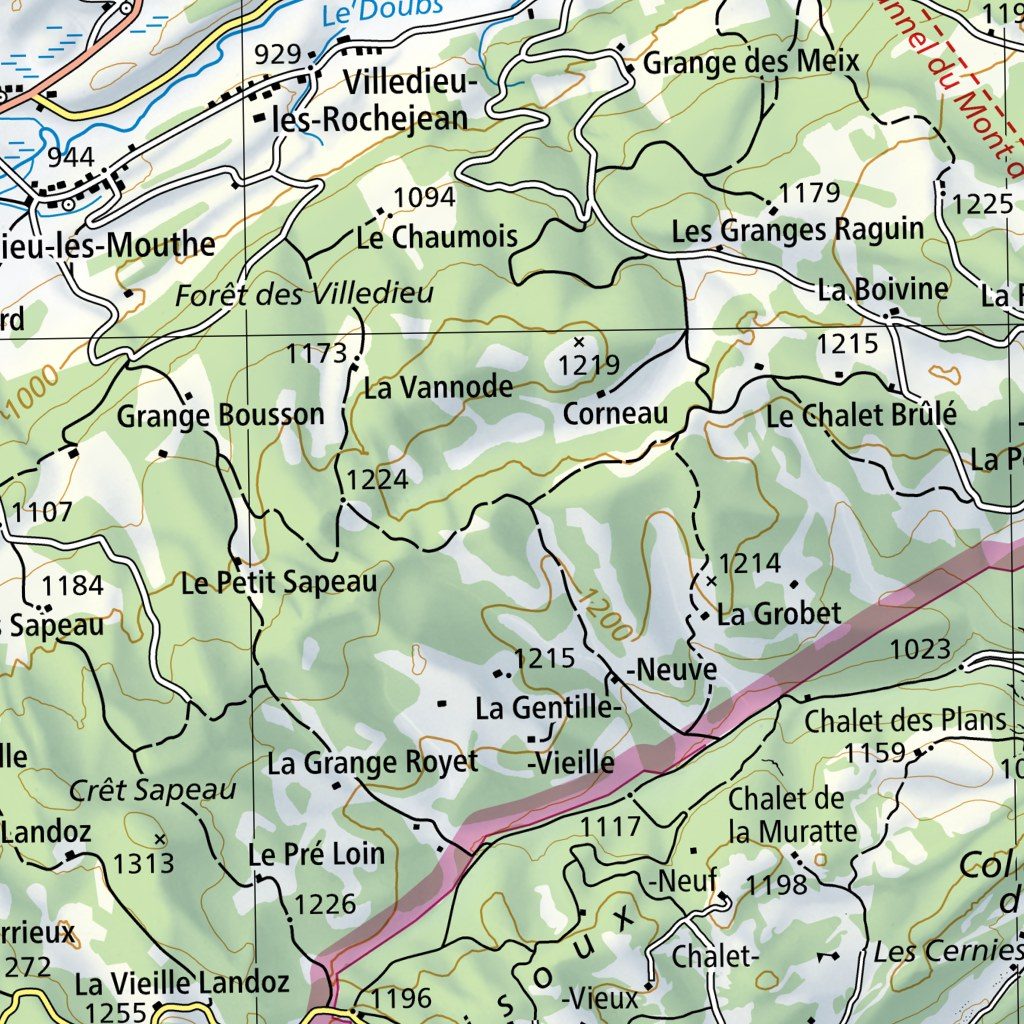 Le Doubs
119
929
Villedieu-
les-Rochejean
Grange des Meix
nnel du Mont d
944
1094
1179
1225
Le Chaumois
Les Granges Raguin
ieu-les-Mouthe
Forêt des Villedieu
La Boivine
rd
1173
1219
1215
1000
La Vannode
Grange Bousson
Corneau
Le Chalet Brûlé
1224
1107
1214
1184
Le Petit Sapeau
1200
La Grobet
Sapeau
1023
1215
-Neuve
La Gentille-
Chalet des Plans
lle
La Grange Royet
-Vieille
1159
Crêt Sapeau
Chalet de
la Muratte
Landoz
1117
1313
Le Pré Loin
Col
-Neuf
1198
d
1226
rrieux
s o u x
Chalet-
Les Cernies
272
La Vieille Landoz
-Vieux
1196
1255